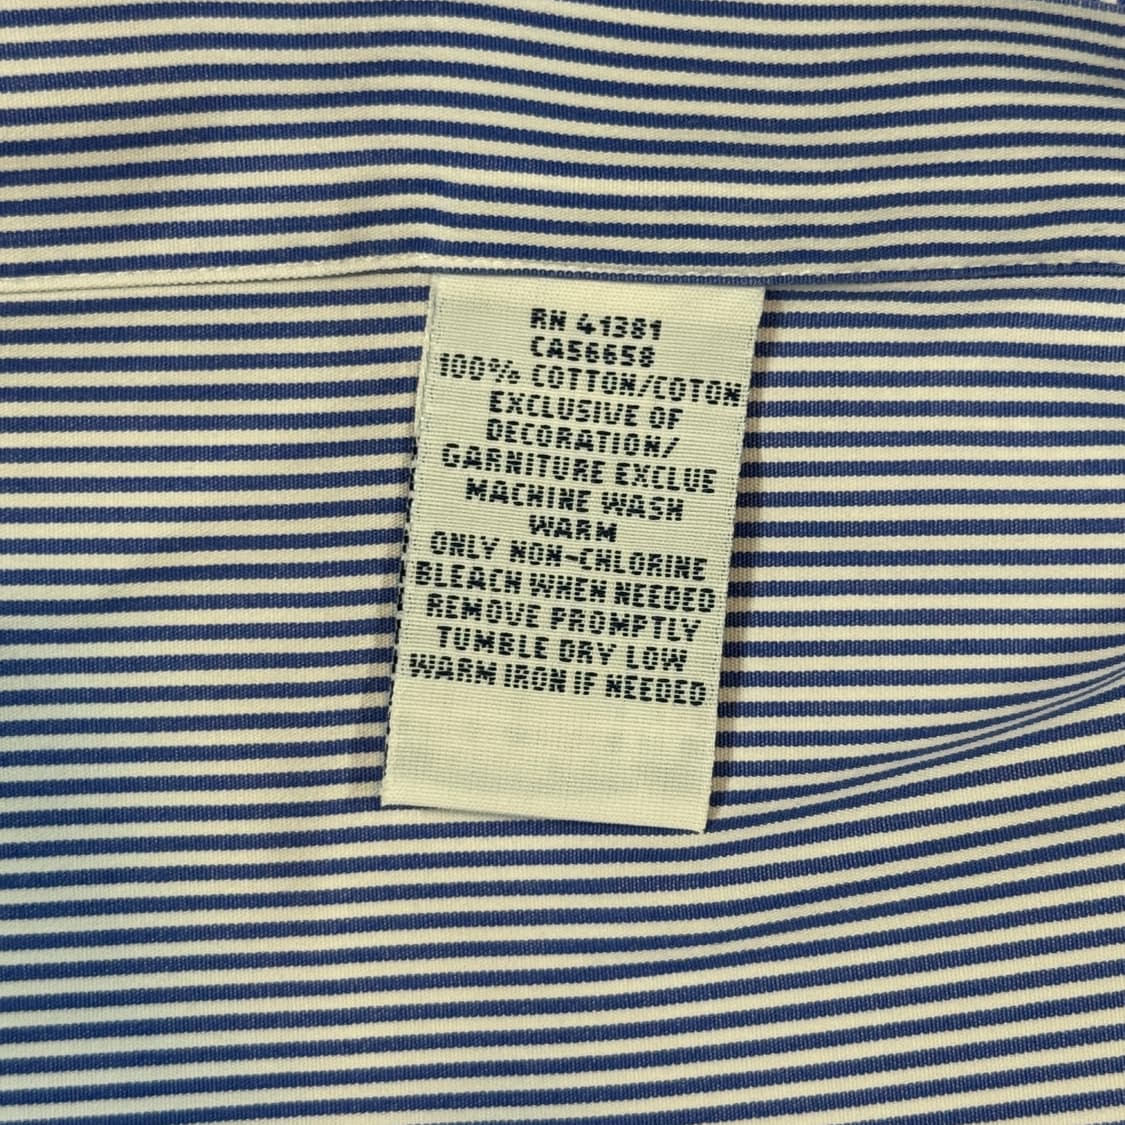 RN 41381
CA56658
100% COTTON/COTON
EXCLUSIVE OF
DECORATION/
GARNITURE EXCLUE
MACHINE WASH
WARM
ONLY NON-CHLORINE
BLEACH WHEN NEEDED
REMOVE PROMPTLY
TUMBLE DRY LOW
WARM IRON IF NEEDED